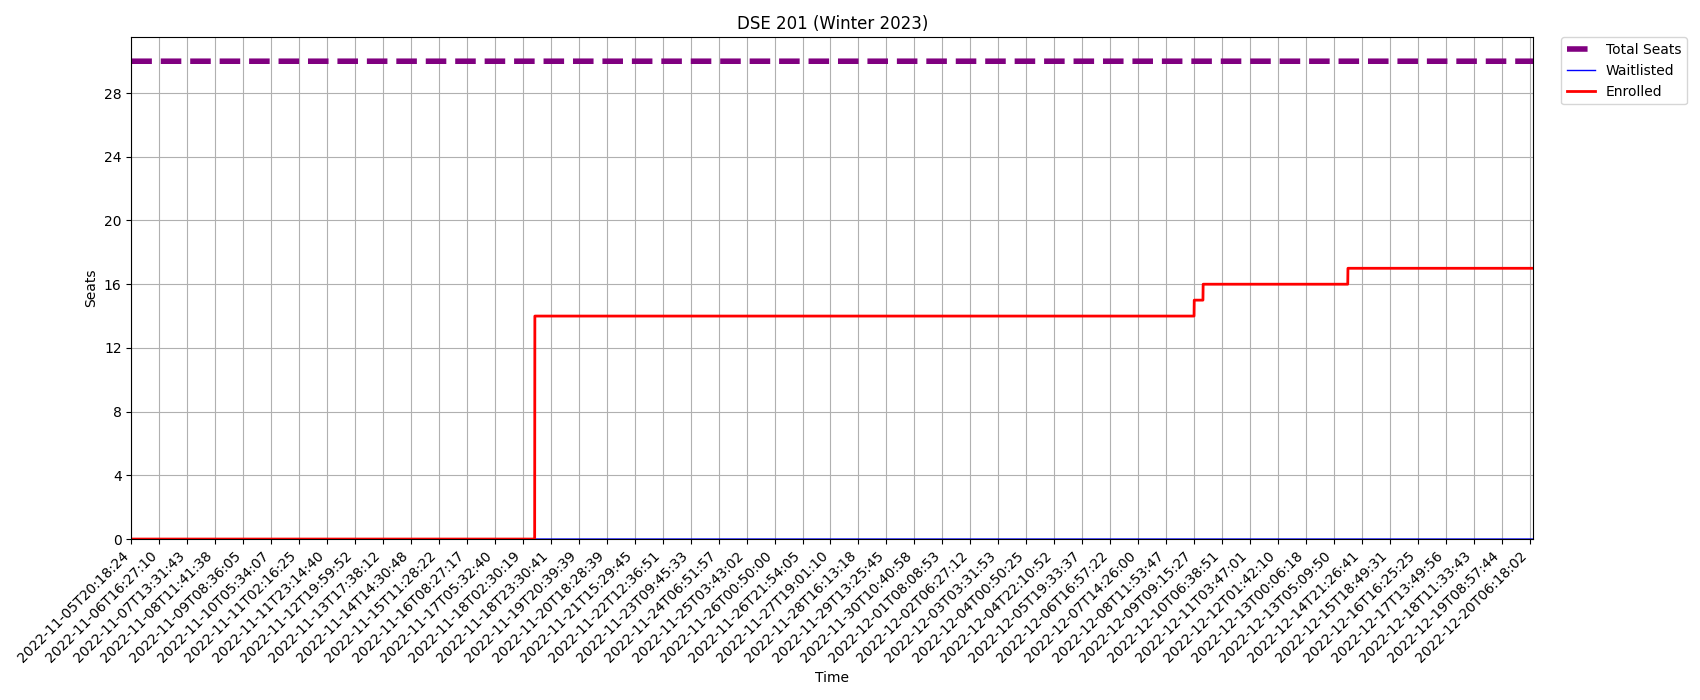 DSE 201 (Winter 2023)
Total Seats
Waitlisted
Enrolled
Seats
28
24
20
16
12
8
4
0
2022-11-05T20:18:24
2022-11-06T16:27:10
2022-11-07T13:31:43
2022-11-08T11:41:38
2022-11-09T08:36:05
2022-11-10T05:34:07
2022-11-11T02:16:25
2022-11-11T23:14:40
2022-11-12T19:59:52
2022-11-13T17:38:12
2022-11-14T14:30:48
2022-11-15T11:28:22
2022-11-16T08:27:17
2022-11-17T05:32:40
2022-11-18T02:30:19
2022-11-18T23:30:41
2022-11-19T20:39:39
2022-11-20T18:28:39
2022-11-21T15:29:45
2022-11-22T12:36:51
2022-11-23T09:45:33
2022-11-24T06:51:57
2022-11-25T03:43:02
2022-11-26T00:50:00
2022-11-26T21:54:05
2022-11-27T19:01:10
2022-11-28T16:13:18
2022-11-29T13:25:45
2022-11-30T10:40:58
2022-12-01T08:08:53
2022-12-02T06:27:12
2022-12-03T03:31:53
2022-12-04T00:50:25
2022-12-04T22:10:52
2022-12-05T19:33:37
2022-12-06T16:57:22
2022-12-07T14:26:00
2022-12-08T11:53:47
2022-12-09T09:15:27
2022-12-10T06:38:51
2022-12-11T03:47:01
2022-12-12T01:42:10
2022-12-13T00:06:18
2022-12-13T05:09:50
2022-12-14T21:26:41
2022-12-15T18:49:31
2022-12-16T16:25:25
2022-12-17T13:49:56
2022-12-18T11:33:43
2022-12-19T08:57:44
2022-12-20T06:18:02
Time